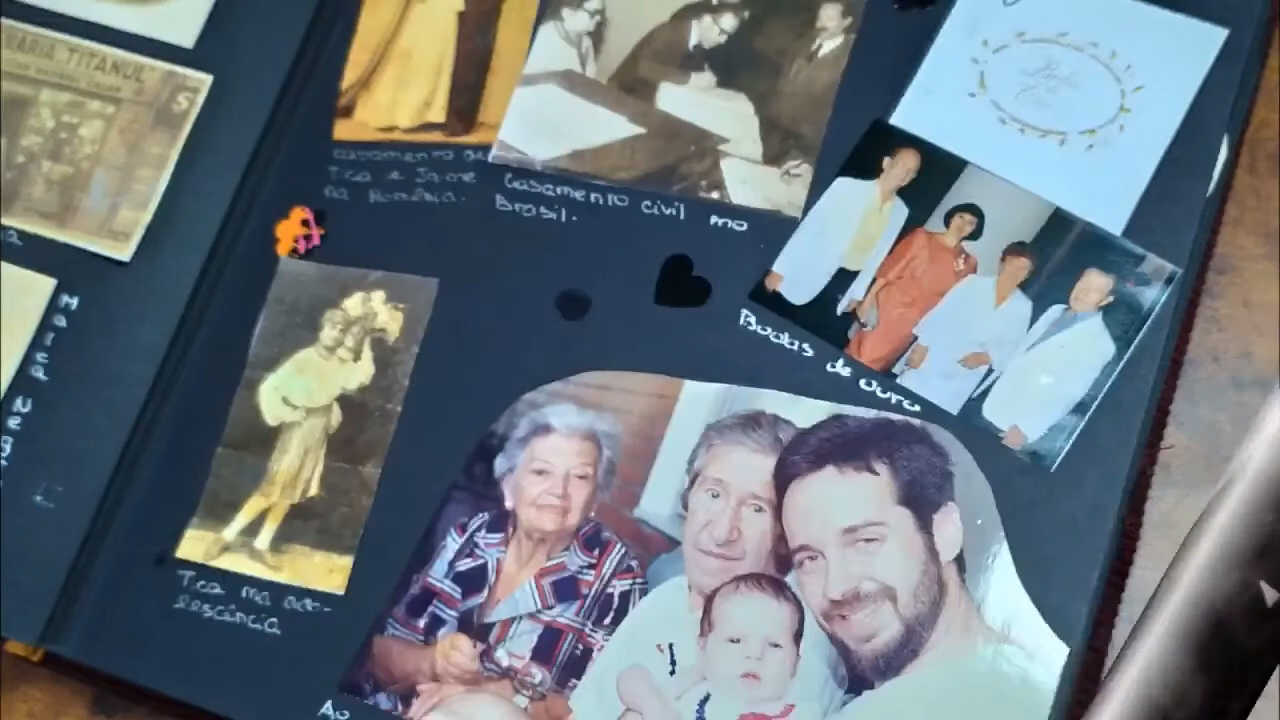 ARIA TITANUL
S
Casamento de
Tica e Jaime
na Romênia.
Casamento civil no
Brasil.
Bodas de Ouro
Maica Neg
Tica na ado-
lescência
Ao